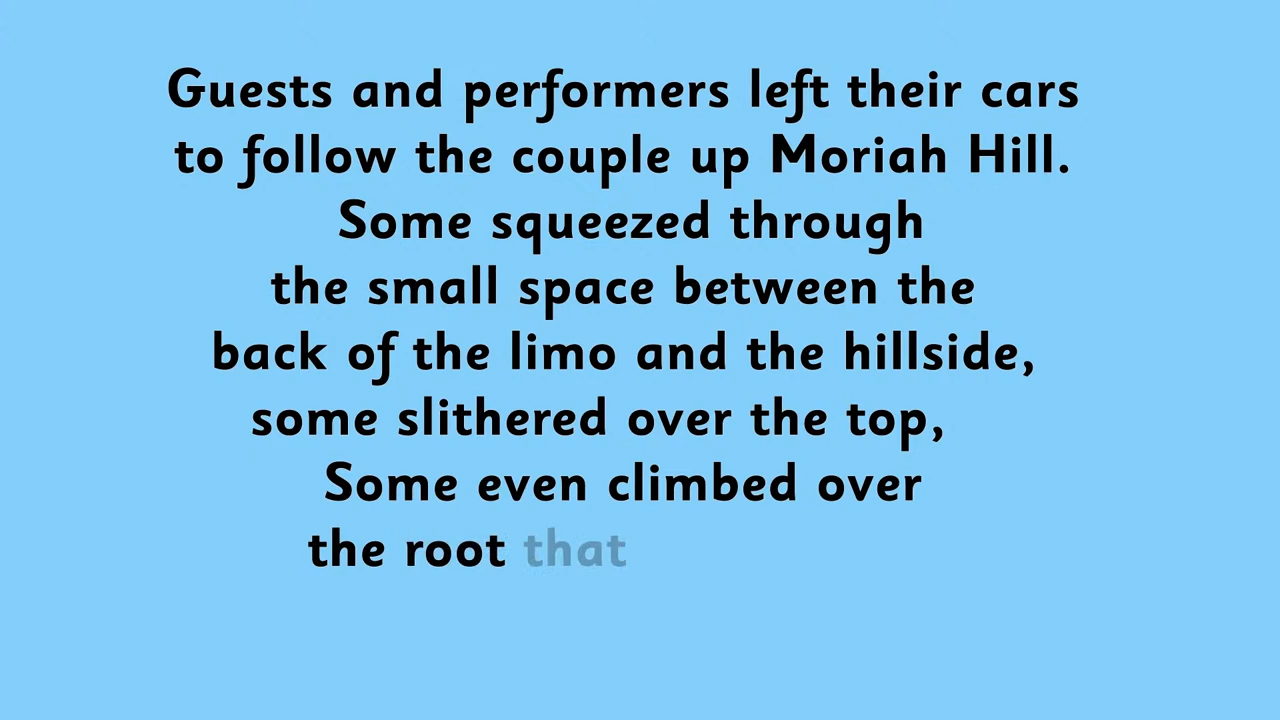 Guests and performers left their cars
to follow the couple up Moriah Hill.
Some squeezed through
the small space between the
back of the limo and the hillside,
some slithered over the top,
Some even climbed over
the root that